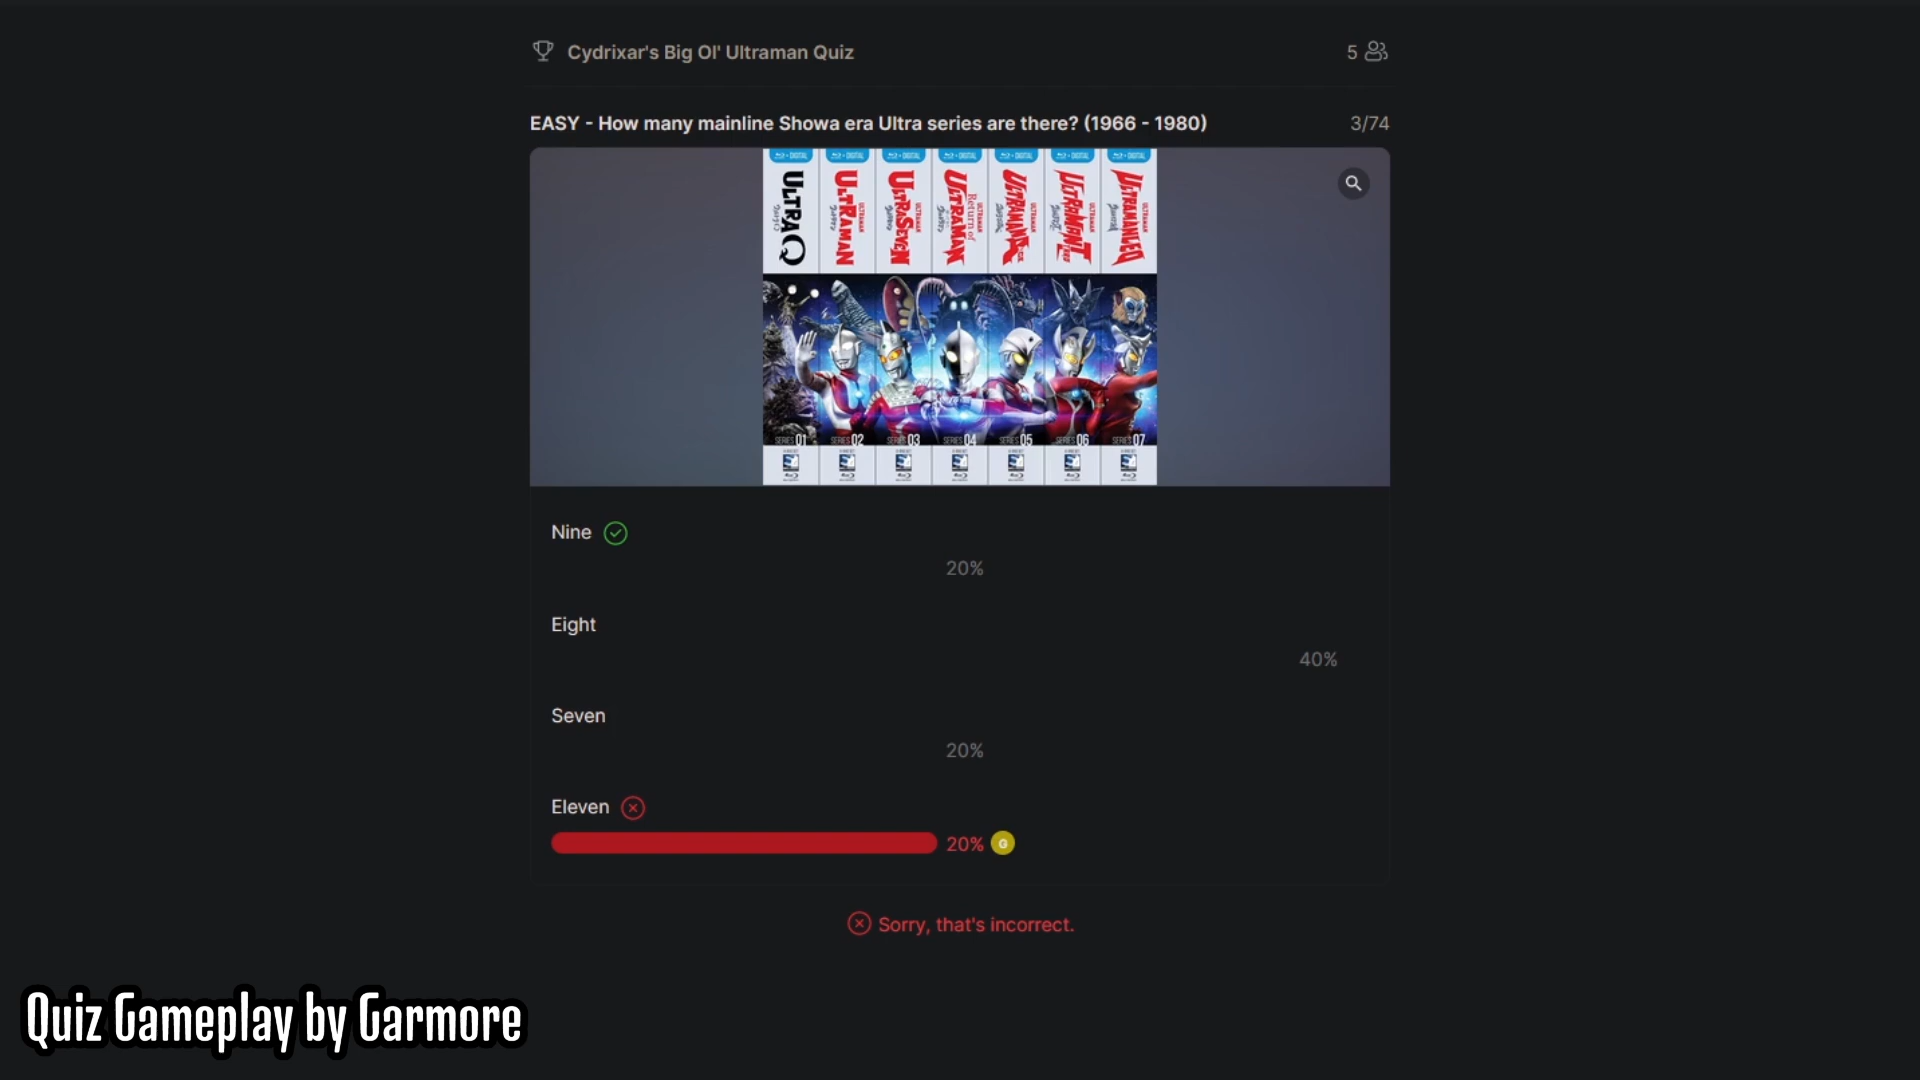 Cydrixar's Big Ol' Ultraman Quiz
5
EASY - How many mainline Showa era Ultra series are there? (1966 - 1980)
3/74
ULTRA Q
ULTRAMAN
ULTRASEVEN
Return of ULTRAMAN
ULTRAMAN
ULTRAMAN
ULTRAMAN LEO
SERIES 01
SERIES 02
SERIES 03
SERIES 04
SERIES 05
SERIES 06
SERIES 07
Nine
20%
Eight
40%
Seven
20%
Eleven
20%
G
Sorry, that's incorrect.
Quiz Gameplay by Garmore